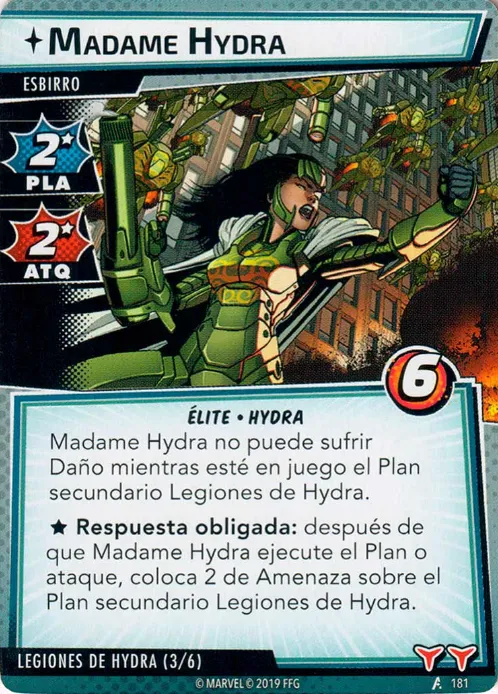 MADAME HYDRA
ESBIRRO
2★
PLA
2★
ATQ
6
ÉLITE • HYDRA
Madame Hydra no puede sufrir
Daño mientras esté en juego el Plan
secundario Legiones de Hydra.
★ Respuesta obligada: después de
que Madame Hydra ejecute el Plan o
ataque, coloca 2 de Amenaza sobre el
Plan secundario Legiones de Hydra.
LEGIONES DE HYDRA (3/6)
© MARVEL © 2019 FFG
181